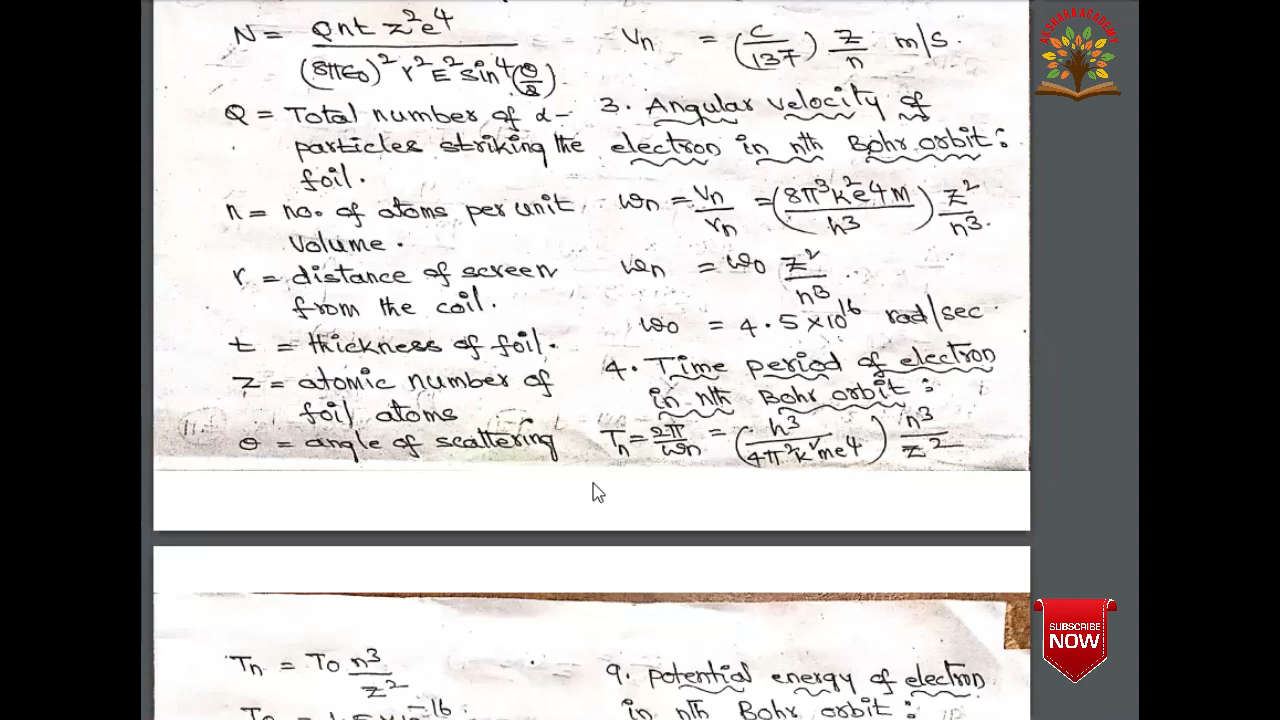 N = Qnt z²e⁴ / (8πε₀)² r² E² sin⁴(θ/2)
Q = Total number of α-
particles striking the
foil.
n = no. of atoms per unit
volume.
r = distance of screen
from the coil.
t = thickness of foil.
Z = atomic number of
foil atoms
θ = angle of scattering
Vn = (C/137) Z/n m/s.
3. Angular velocity of
electron in nth Bohr orbit:
ωn = Vn/rn = (8π³k²e⁴M/h³) Z²/n³.
ωn = ω₀ Z²/n³
ω₀ = 4.5×10¹⁶ rad/sec
4. Time period of electron
in nth Bohr orbit:
Tn = 2π/ωn = (h³/4π²k²me⁴) n³/Z²
Tn = T₀ n³/Z²
9. potential energy of electron
in nth Bohr orbit:
AKSHARA ACADEMY
SUBSCRIBE
NOW